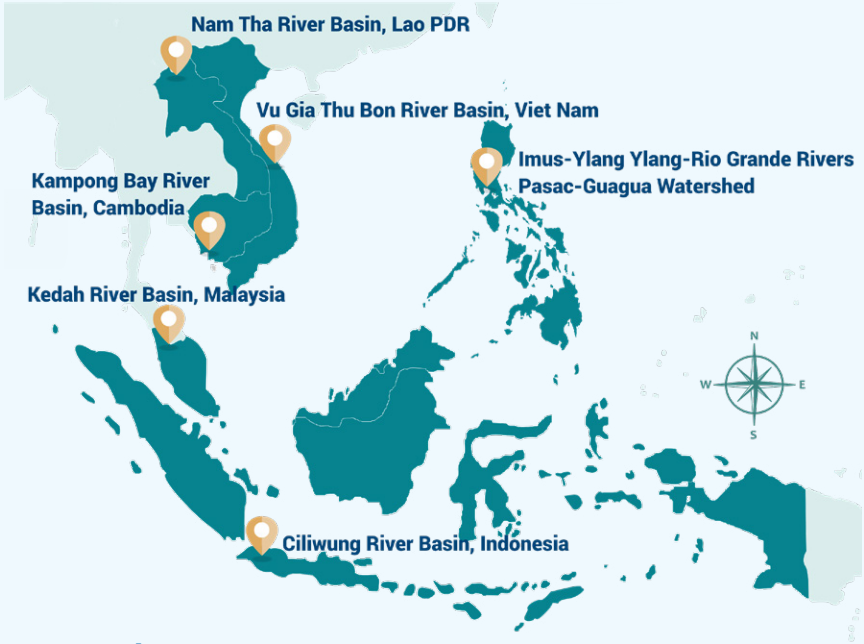 Nam Tha River Basin, Lao PDR
Vu Gia Thu Bon River Basin, Viet Nam
Imus-Ylang Ylang-Rio Grande Rivers
Pasac-Guagua Watershed
Kampong Bay River
Basin, Cambodia
Kedah River Basin, Malaysia
N
W
E
S
Ciliwung River Basin, Indonesia